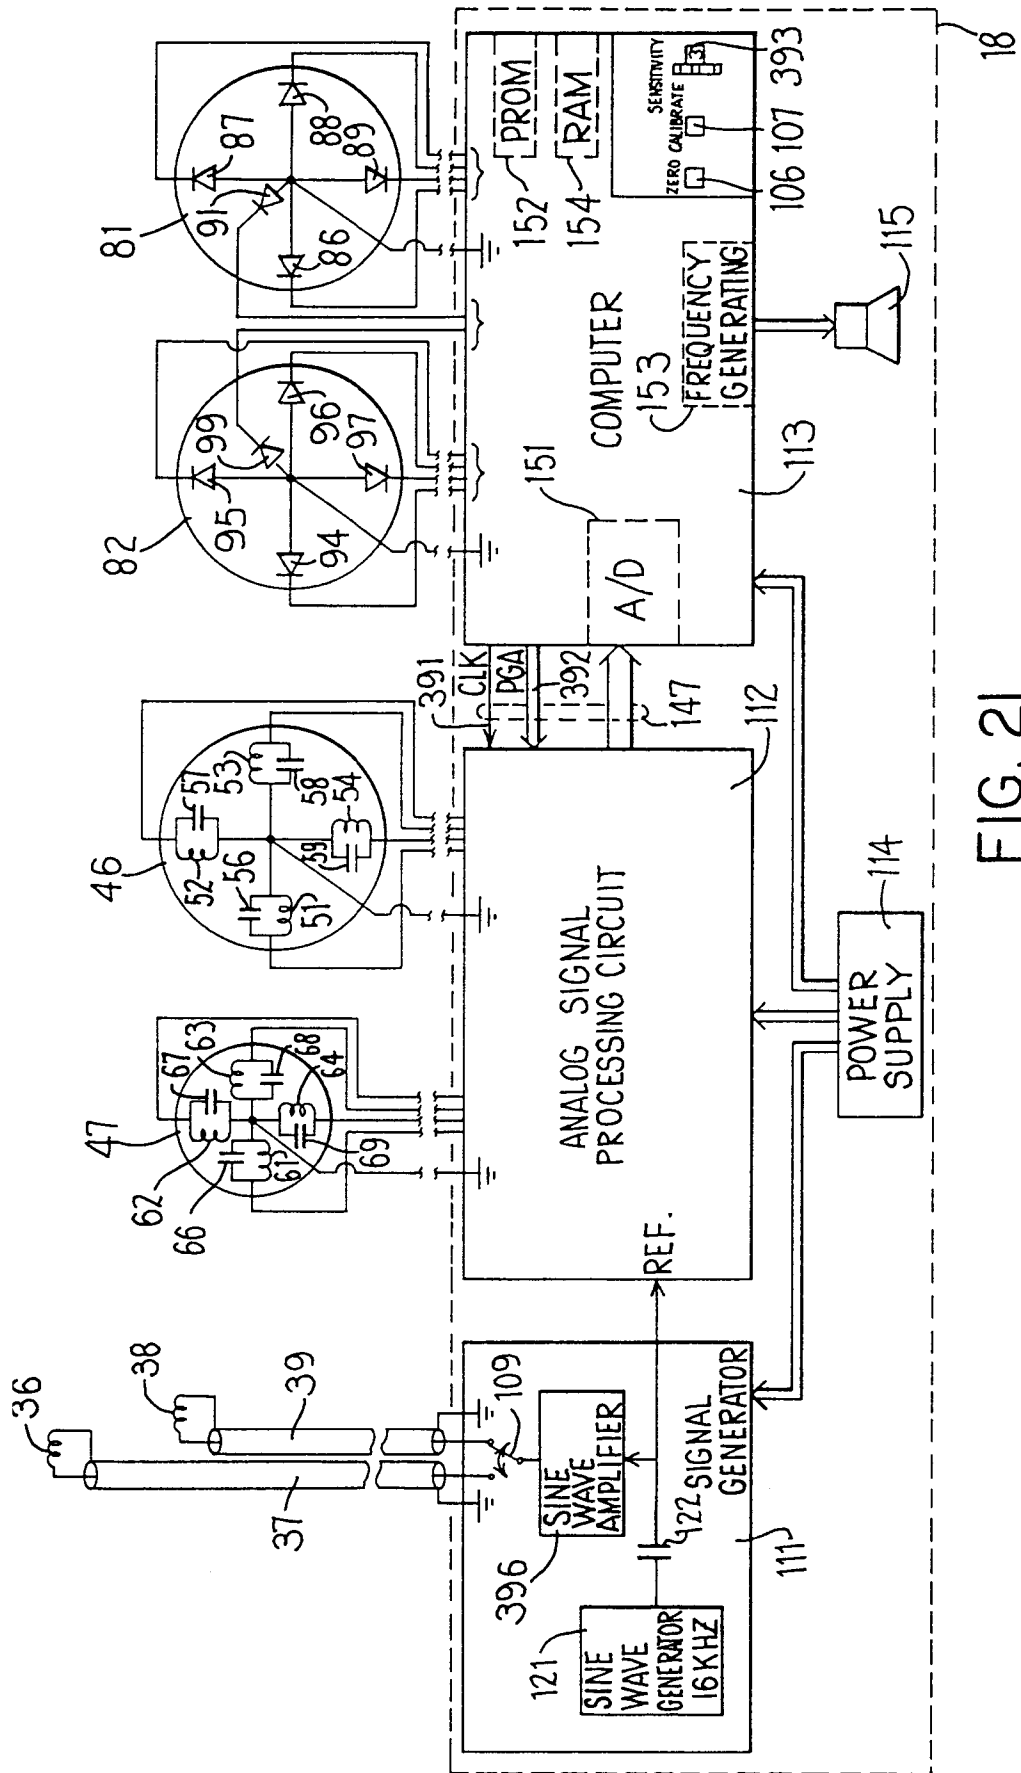 36
38
39
37
109
SINE
WAVE
AMPLIFIER
396
121
SINE
WAVE
GENERATOR
16KHZ
122
SIGNAL
GENERATOR
111
REF.
47
62
66
67
63
68
64
61
69
46
52
57
53
56
51
58
54
59
ANALOG SIGNAL
PROCESSING CIRCUIT
112
391
CLK
PGA
392
147
POWER
SUPPLY
114
82
95
99
96
94
97
81
87
91
88
86
89
COMPUTER
113
151
A/D
153
FREQUENCY
GENERATING
152
PROM
154
RAM
ZERO
CALIBRATE
SENSITIVITY
3
106
107
393
115
18
FIG. 21